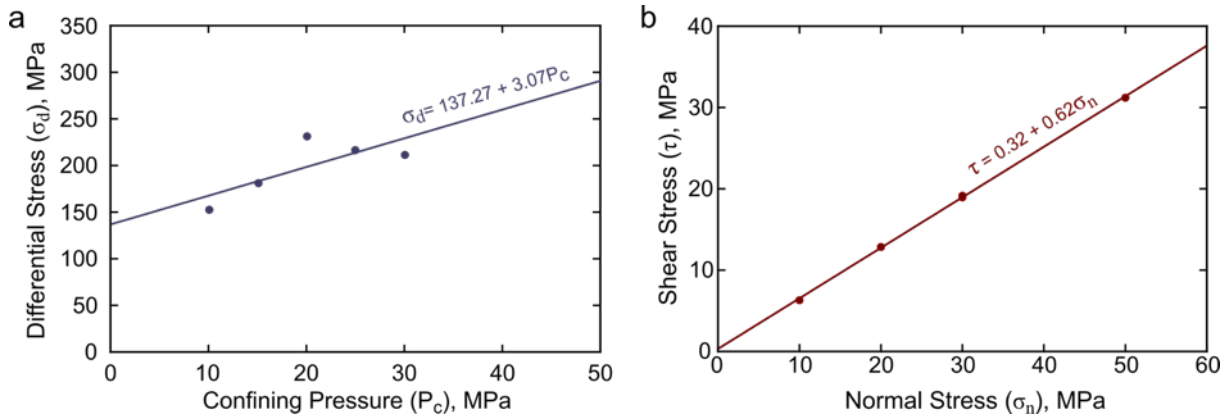 a
Differential Stress (σd), MPa
350
300
250
200
150
100
50
0
σd= 137.27 + 3.07Pc
0 10 20 30 40 50
Confining Pressure (Pc), MPa
b
Shear Stress (τ), MPa
40
30
20
10
0
τ = 0.32 + 0.62σn
0 10 20 30 40 50 60
Normal Stress (σn), MPa